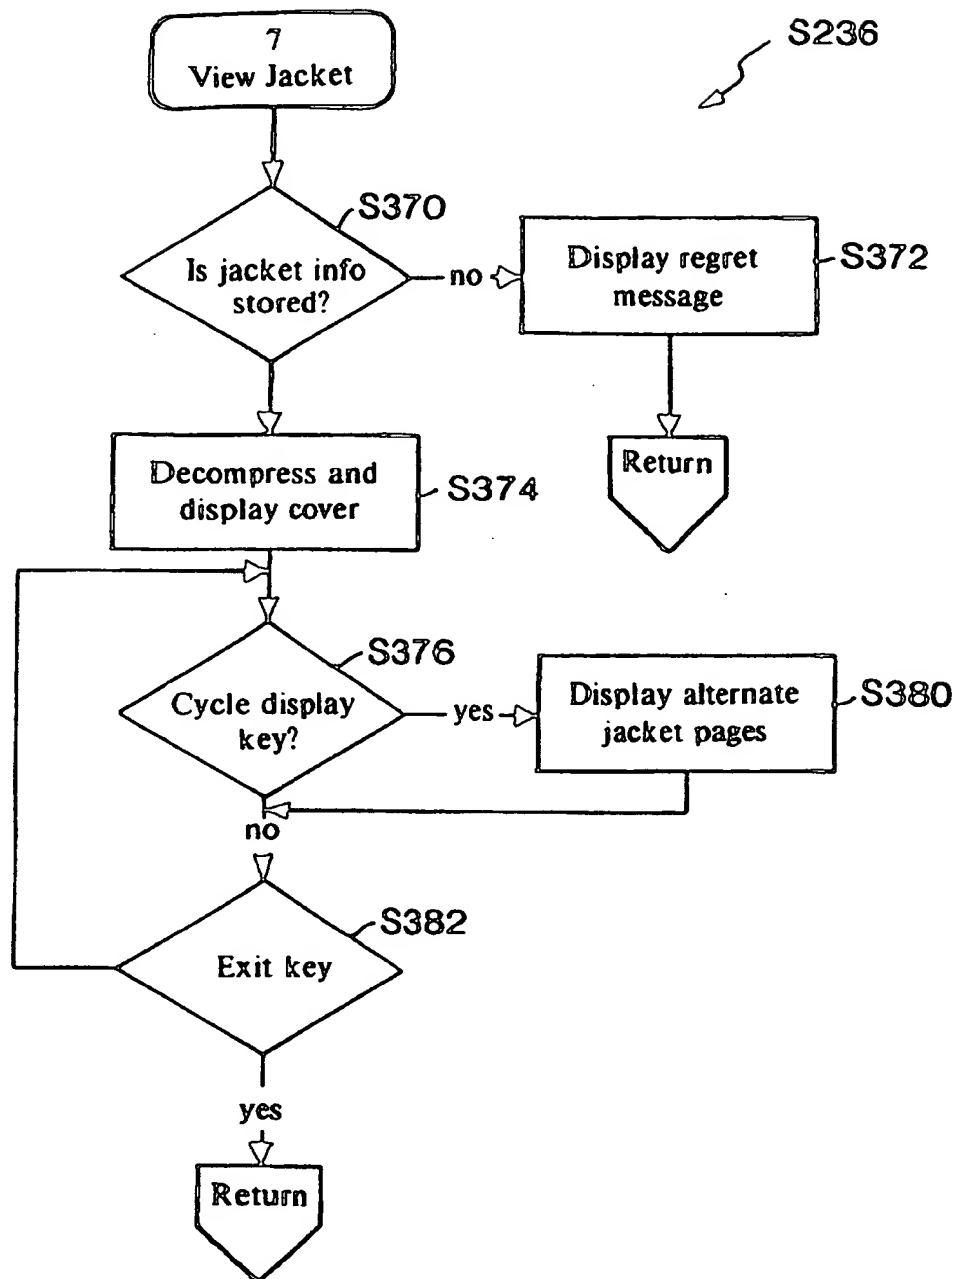 7
View Jacket
S236
S370
Is jacket info
stored?
no
Display regret
message
S372
Return
Decompress and
display cover
S374
S376
Cycle display
key?
yes
Display alternate
jacket pages
S380
no
S382
Exit key
yes
Return